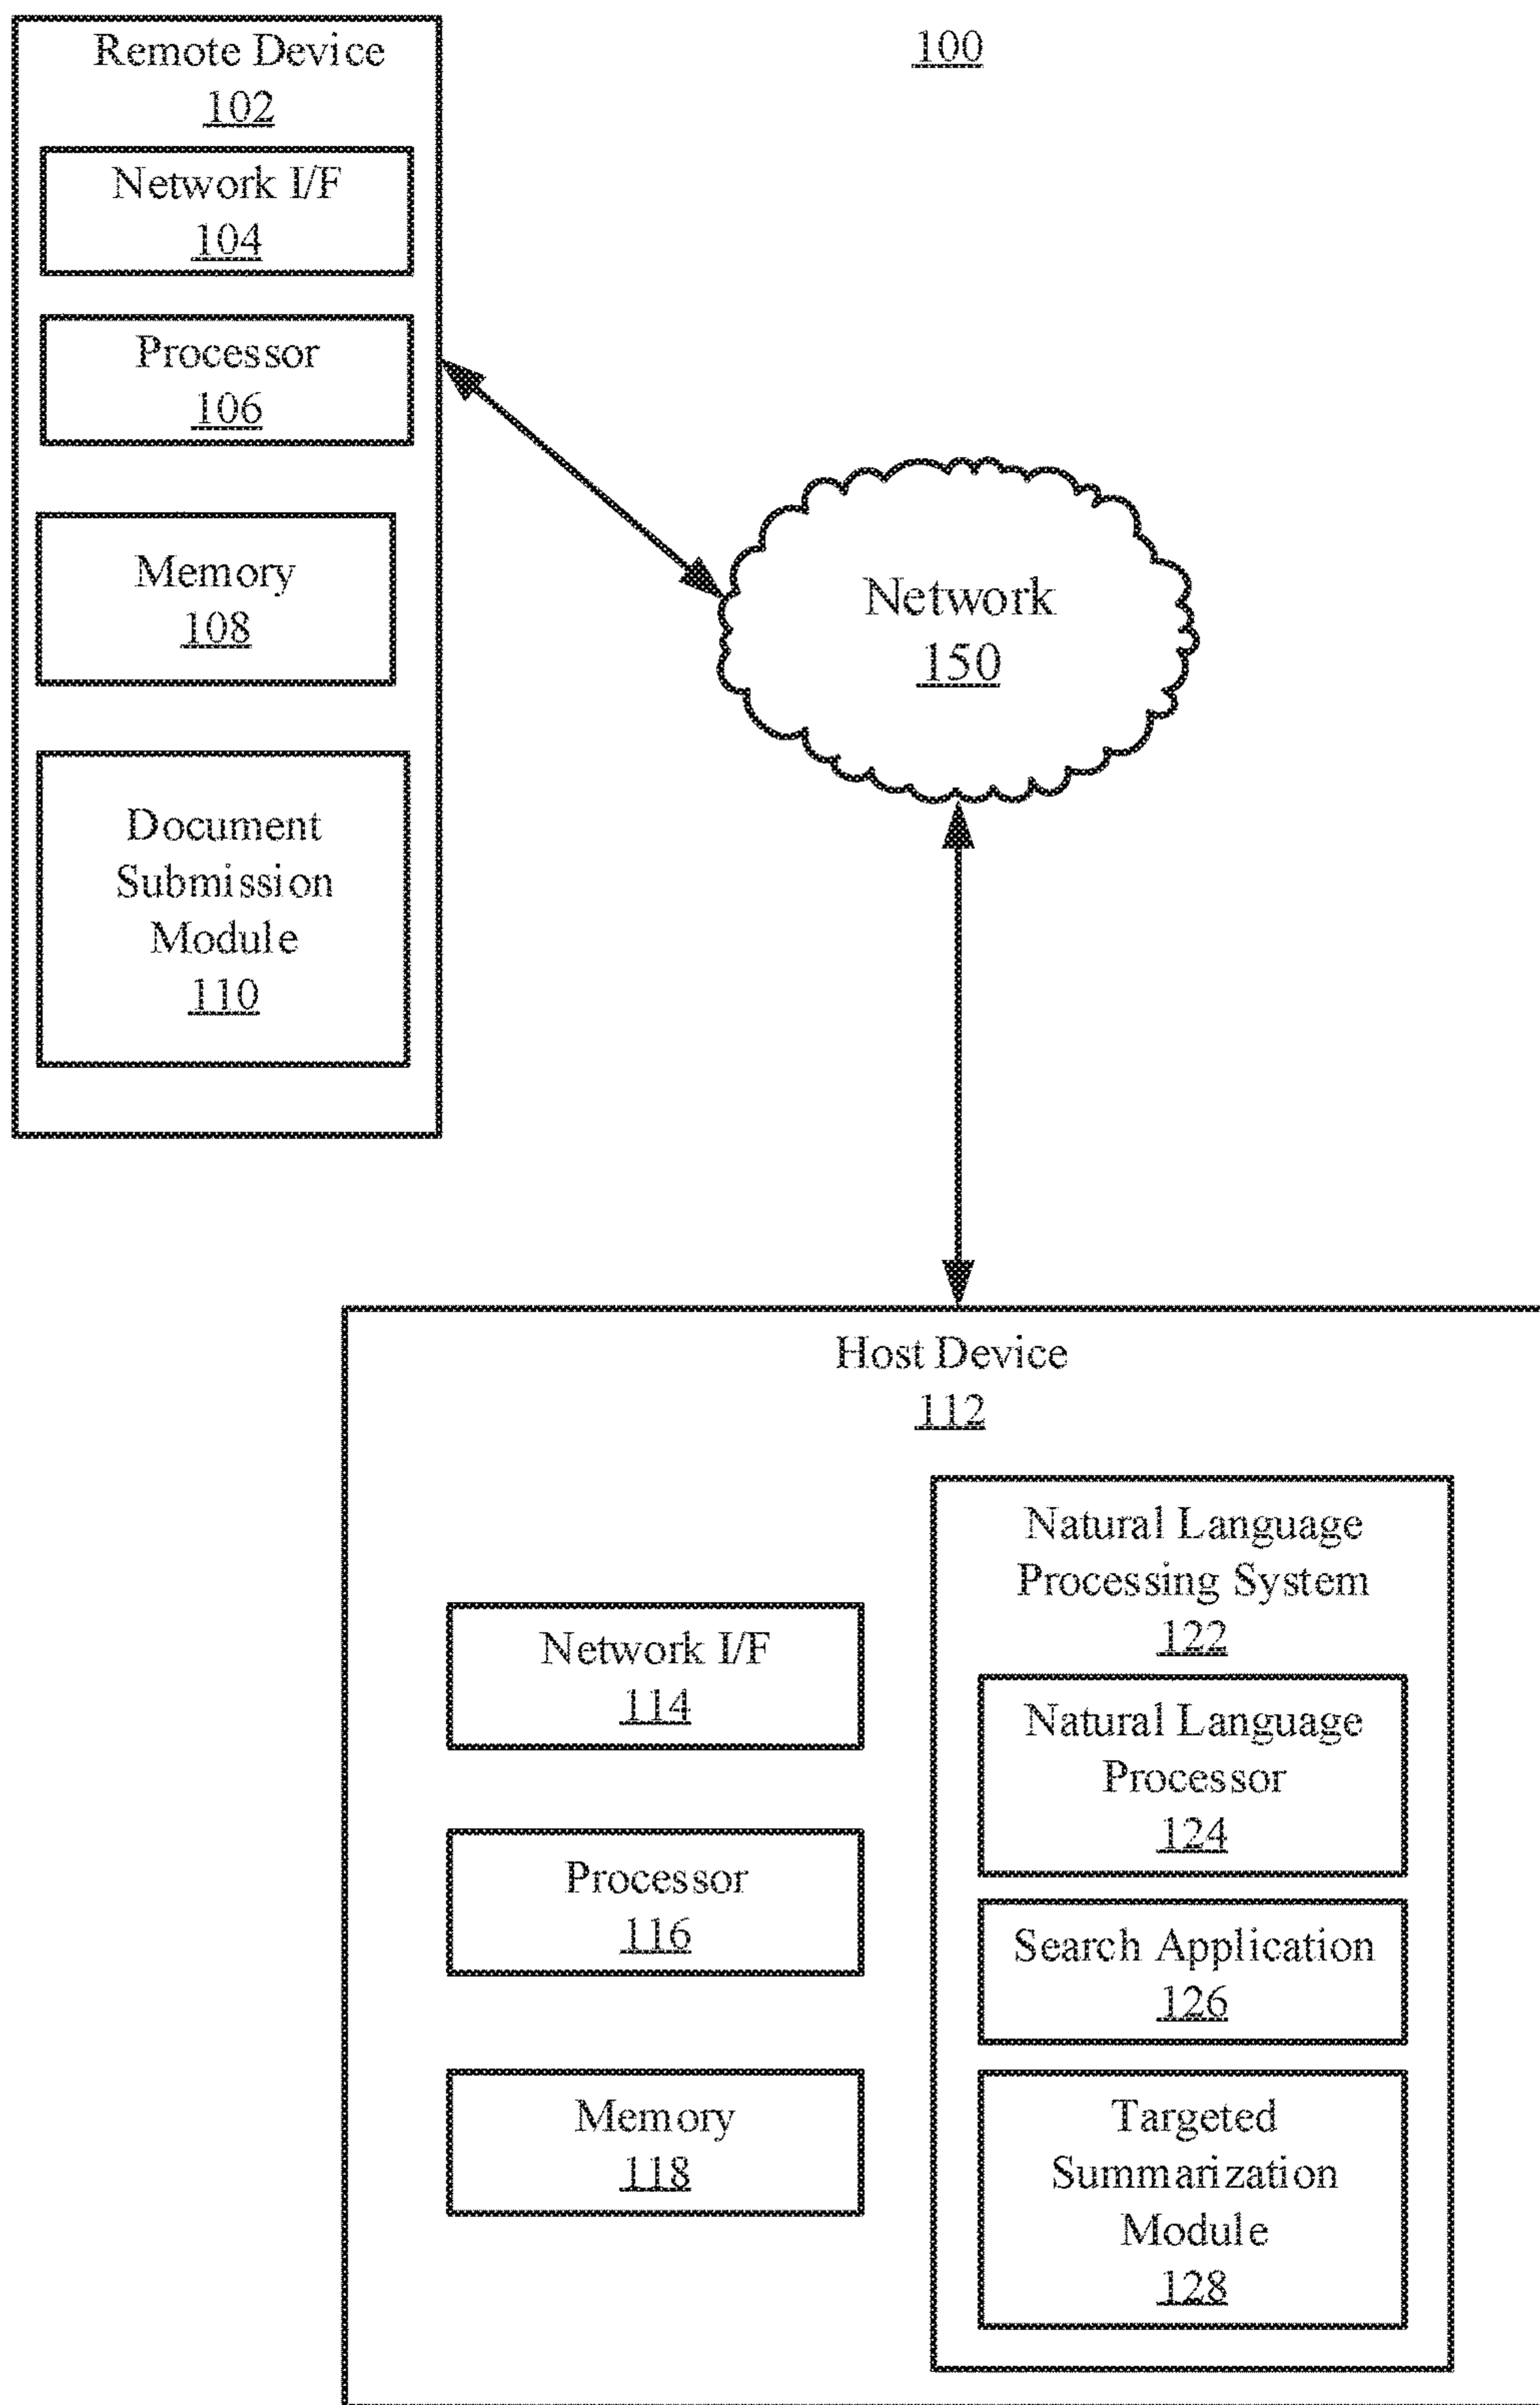 Remote Device
102
100
Network I/F
104
Processor
106
Memory
108
Document
Submission
Module
110
Network
150
Host Device
112
Network I/F
114
Processor
116
Memory
118
Natural Language
Processing System
122
Natural Language
Processor
124
Search Application
126
Targeted
Summarization
Module
128